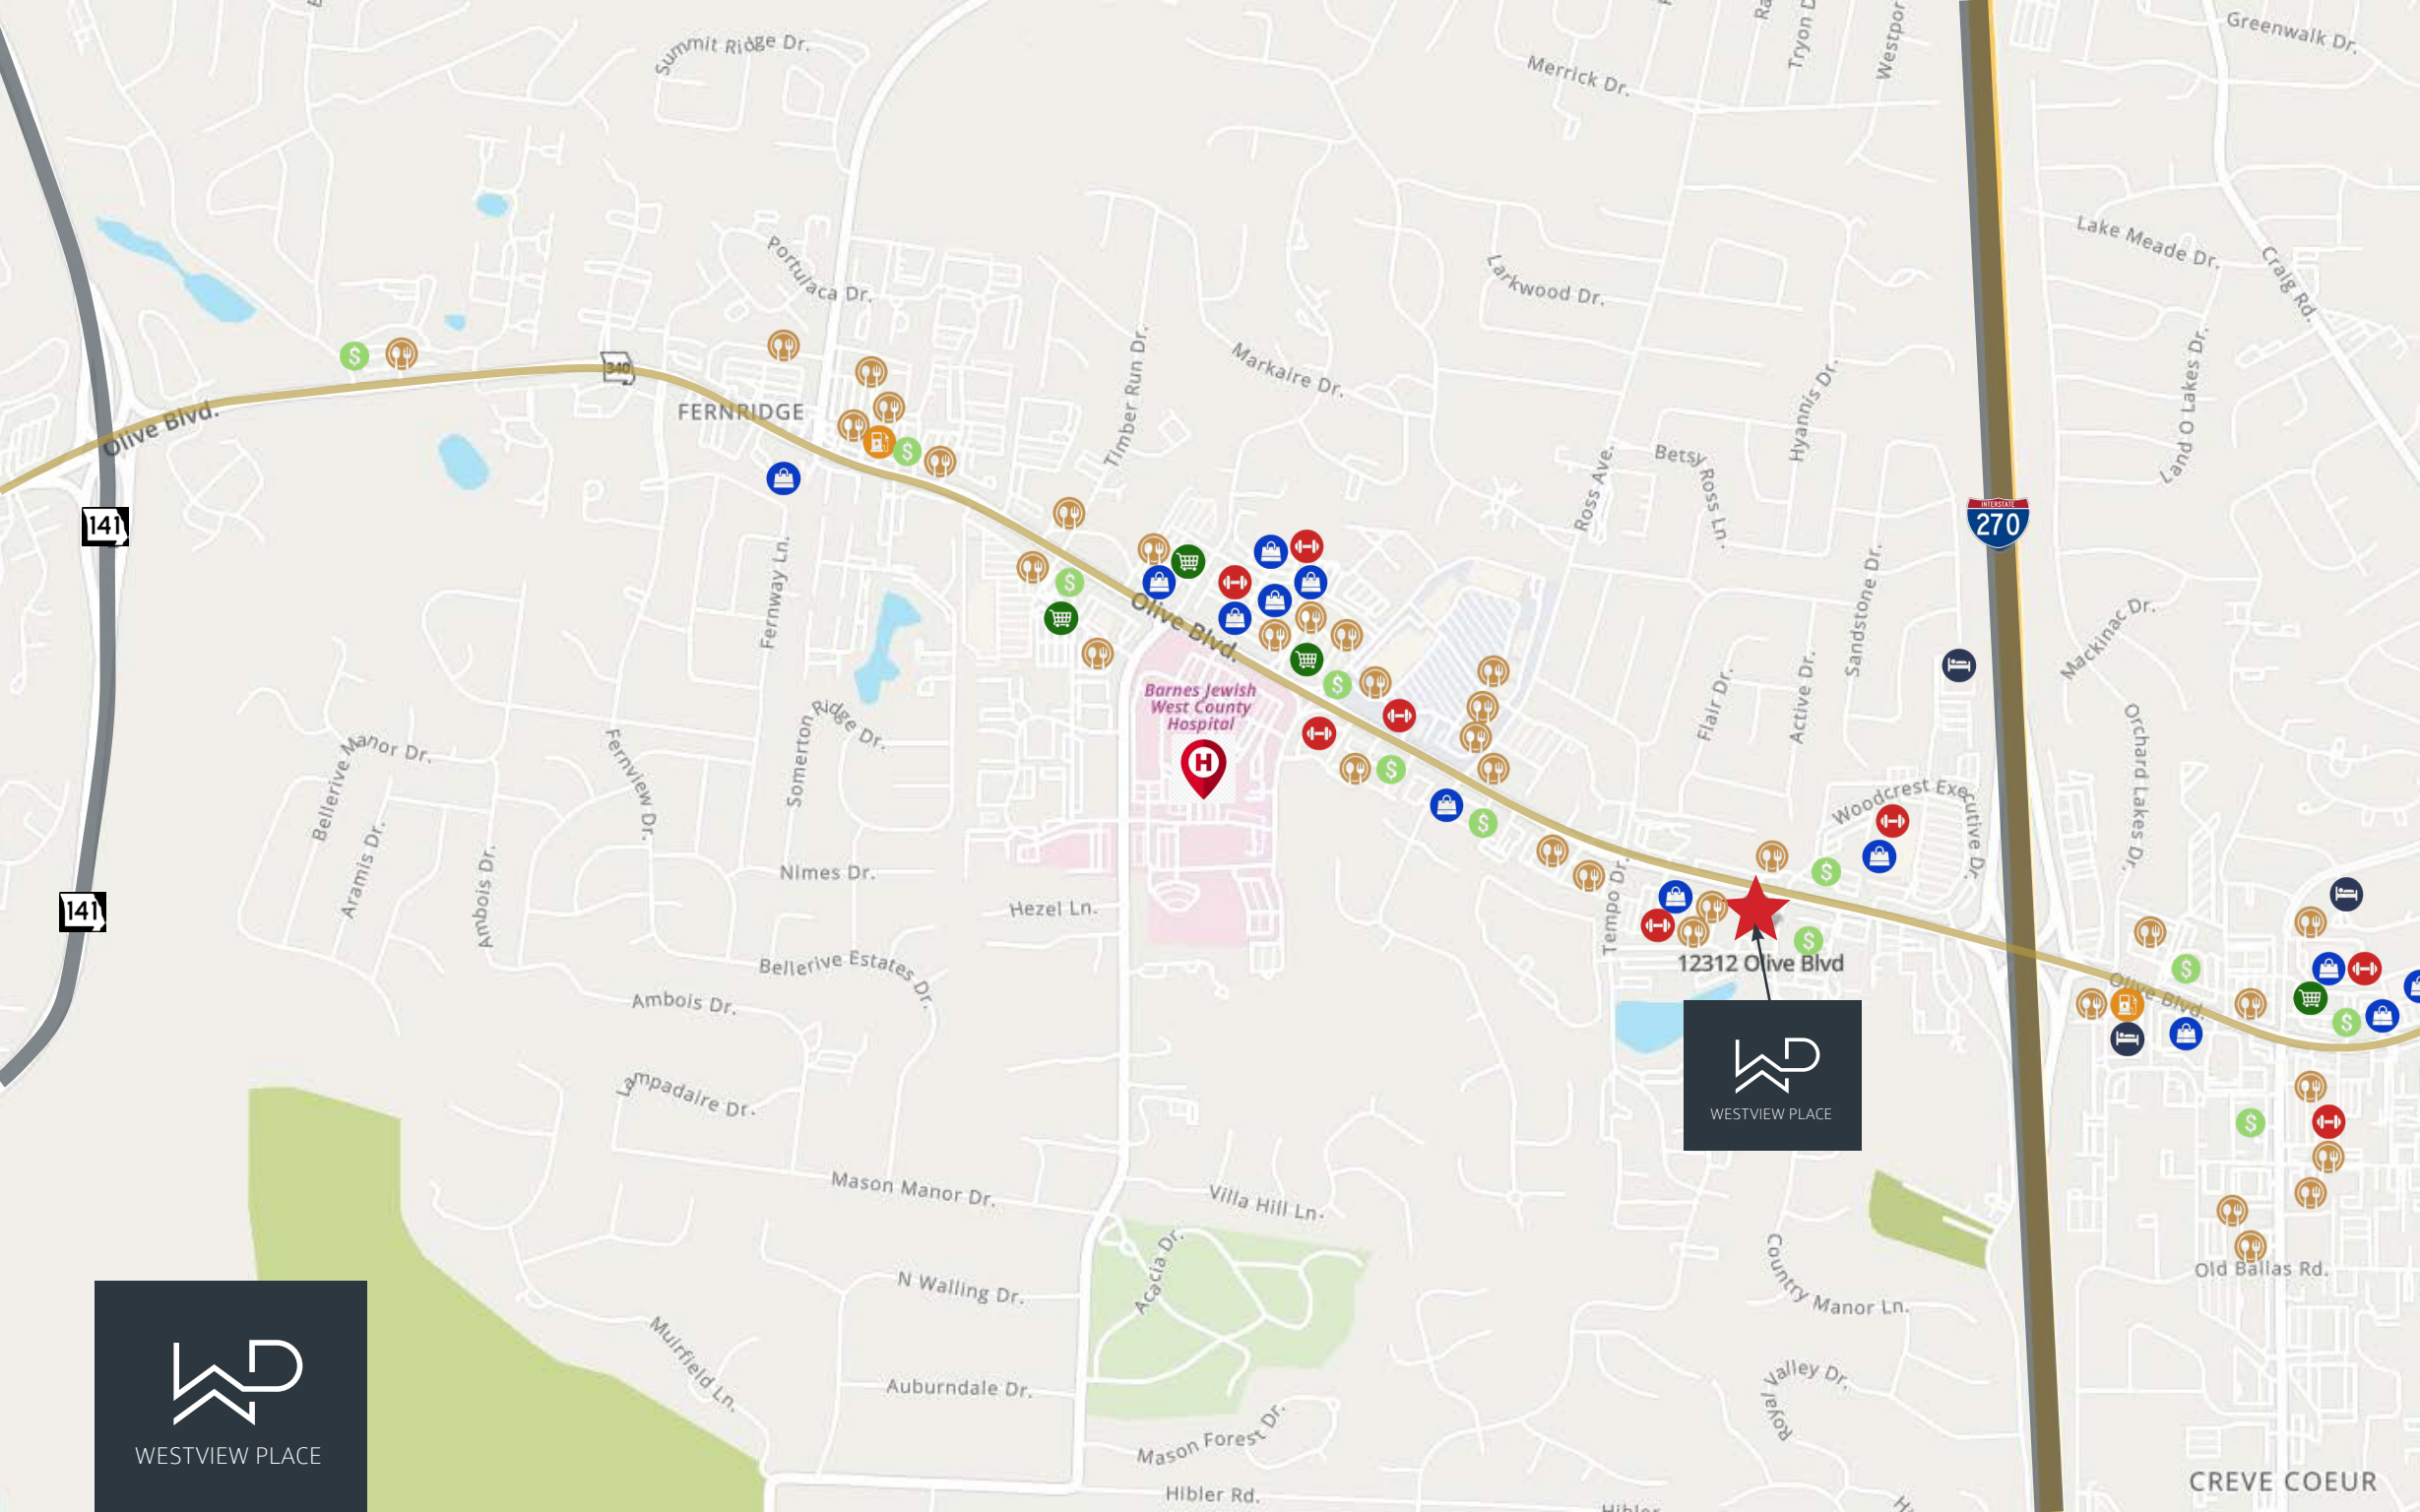 Summit Ridge Dr.
Merrick Dr.
Tryon D
Westpor
Greenwalk Dr.
Portulaca Dr.
Larkwood Dr.
Lake Meade Dr.
Craig Rd.
340
Olive Blvd.
FERNRIDGE
Timber Run Dr.
Markaire Dr.
Ross Ave.
Betsy Ross Ln.
Hyannis Dr.
Land O Lakes Dr.
INTERSTATE
270
141
Fernway Ln.
Olive Blvd.
Sandstone Dr.
Mackinac Dr.
Barnes Jewish
West County
Hospital
H
Bellerive Manor Dr.
Fernview Dr.
Somerton Ridge Dr.
Flair Dr.
Active Dr.
Orchard Lakes Dr.
Woodcrest Executive Dr.
Aramis Dr.
Ambois Dr.
Nimes Dr.
Hezel Ln.
Tempo Dr.
141
12312 Olive Blvd
Bellerive Estates Dr.
Ambois Dr.
Olive Blvd.
Lampadaire Dr.
WESTVIEW PLACE
Mason Manor Dr.
Villa Hill Ln.
Acacia Dr.
N Walling Dr.
Country Manor Ln.
Old Ballas Rd.
Muirfield Ln.
Auburndale Dr.
Royal Valley Dr.
Mason Forest Dr.
WESTVIEW PLACE
CREVE COEUR
Hibler Rd.
Hibler